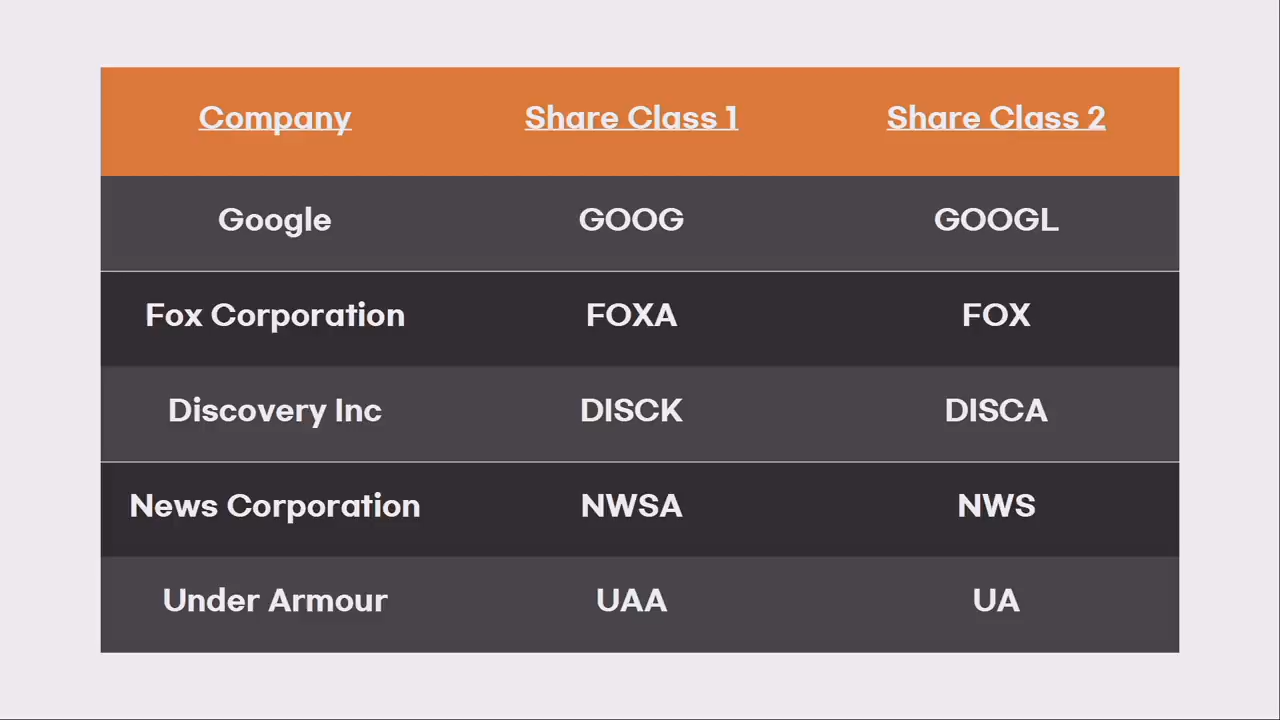 Company Share Class 1 Share Class 2
Google GOOG GOOGL
Fox Corporation FOXA FOX
Discovery Inc DISCK DISCA
News Corporation NWSA NWS
Under Armour UAA UA